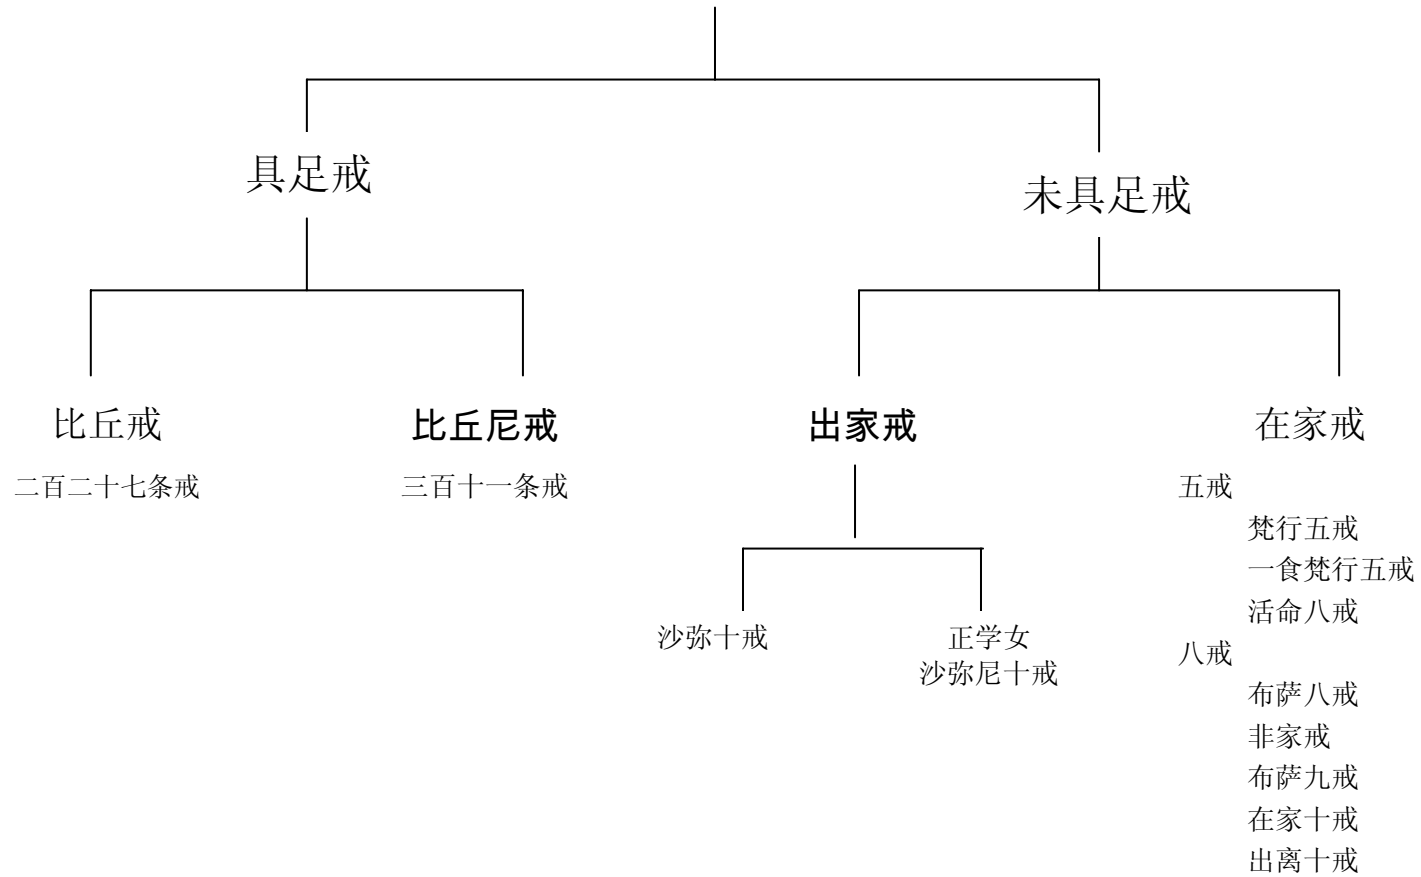 具足戒
未具足戒
比丘戒
比丘尼戒
出家戒
在家戒
二百二十七条戒
三百十一条戒
五戒
梵行五戒
一食梵行五戒
活命八戒
沙弥十戒
正学女
沙弥尼十戒
八戒
布萨八戒
非家戒
布萨九戒
在家十戒
出离十戒